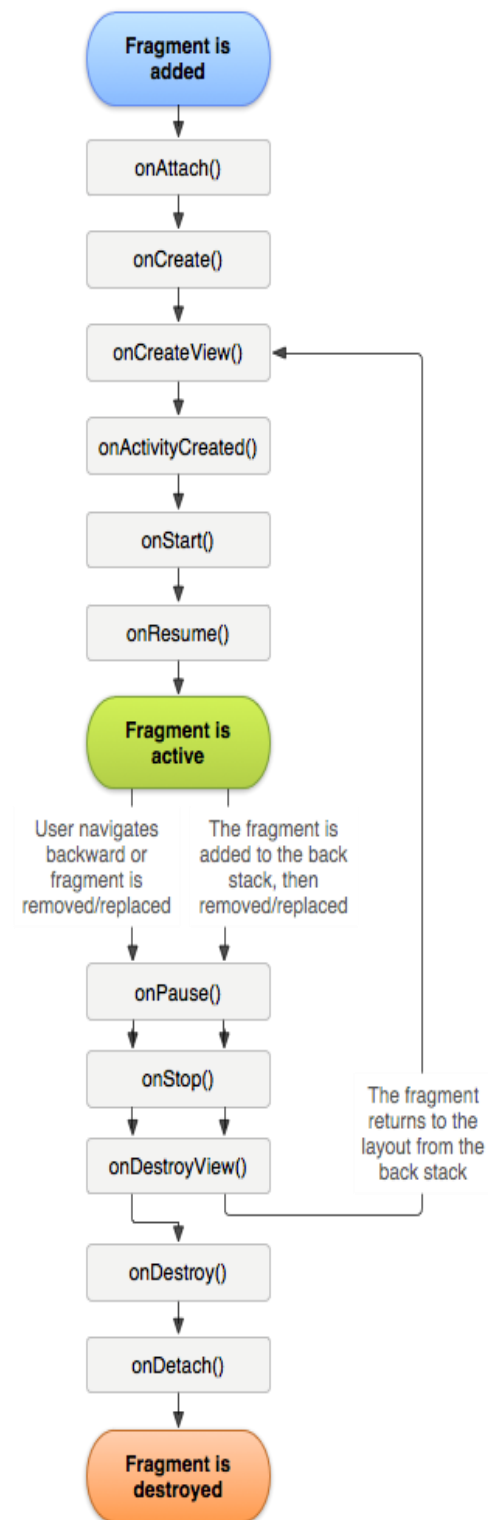 Fragment is
added
onAttach()
onCreate()
onCreateView()
onActivityCreated()
onStart()
onResume()
Fragment is
active
User navigates
backward or
fragment is
removed/replaced
The fragment is
added to the back
stack, then
removed/replaced
onPause()
onStop()
onDestroyView()
The fragment
returns to the
layout from the
back stack
onDestroy()
onDetach()
Fragment is
destroyed